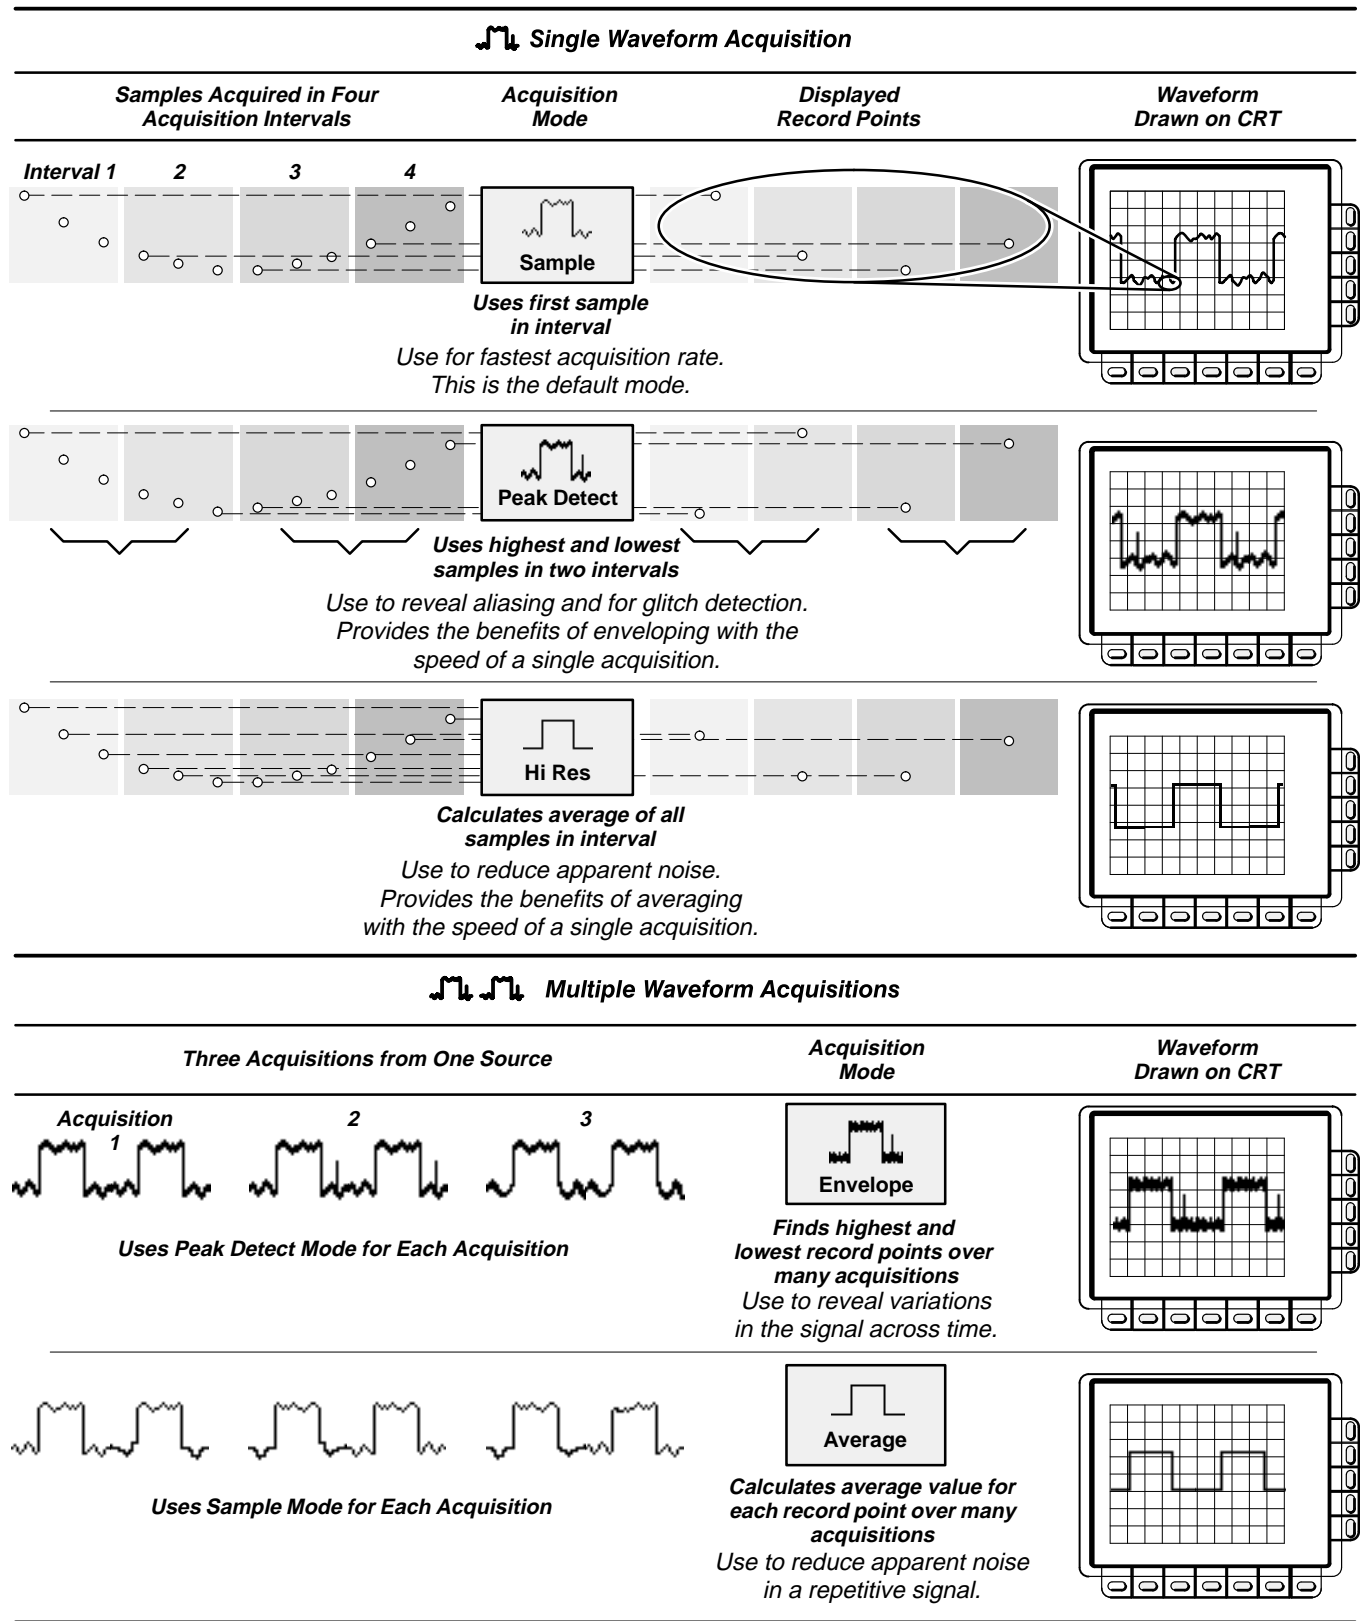 Single Waveform Acquisition
Samples Acquired in Four
Acquisition Intervals
Acquisition
Mode
Displayed
Record Points
Waveform
Drawn on CRT
Interval 1 2 3 4
Sample
Uses first sample
in interval
Use for fastest acquisition rate.
This is the default mode.
Peak Detect
Uses highest and lowest
samples in two intervals
Use to reveal aliasing and for glitch detection.
Provides the benefits of enveloping with the
speed of a single acquisition.
Hi Res
Calculates average of all
samples in interval
Use to reduce apparent noise.
Provides the benefits of averaging
with the speed of a single acquisition.
Multiple Waveform Acquisitions
Three Acquisitions from One Source
Acquisition
Mode
Waveform
Drawn on CRT
Acquisition
1
2
3
Envelope
Uses Peak Detect Mode for Each Acquisition
Finds highest and
lowest record points over
many acquisitions
Use to reveal variations
in the signal across time.
Average
Uses Sample Mode for Each Acquisition
Calculates average value for
each record point over many
acquisitions
Use to reduce apparent noise
in a repetitive signal.